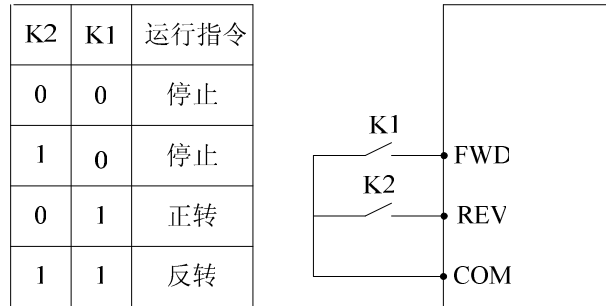 K2 K1 运行指令
0 0 停止
1 0 停止
0 1 正转
1 1 反转
K1
FWD
K2
REV
COM